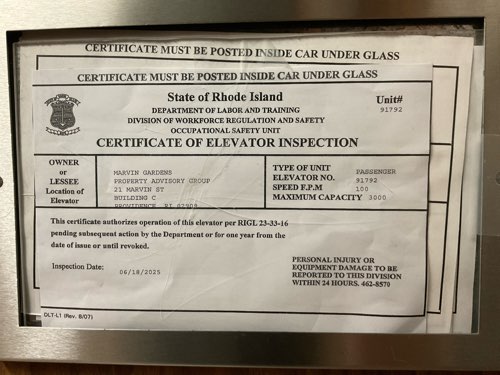 CERTIFICATE MUST BE POSTED INSIDE CAR UNDER GLASS
CERTIFICATE MUST BE POSTED INSIDE CAR UNDER GLASS
State of Rhode Island
Unit#
91792
DEPARTMENT OF LABOR AND TRAINING
DIVISION OF WORKFORCE REGULATION AND SAFETY
OCCUPATIONAL SAFETY UNIT
CERTIFICATE OF ELEVATOR INSPECTION
OWNER
or
LESSEE
Location of
Elevator
MARVIN GARDENS
PROPERTY ADVISORY GROUP
21 MARVIN ST
BUILDING C
PROVIDENCE, RI 02909
TYPE OF UNIT PASSENGER
ELEVATOR NO. 91792
SPEED F.P.M 100
MAXIMUM CAPACITY 3000
This certificate authorizes operation of this elevator per RIGL 23-33-16
pending subsequent action by the Department or for one year from the
date of issue or until revoked.
Inspection Date: 06/18/2025
PERSONAL INJURY OR
EQUIPMENT DAMAGE TO BE
REPORTED TO THIS DIVISION
WITHIN 24 HOURS. 462-8570
DLT-L1 (Rev. 8/07)